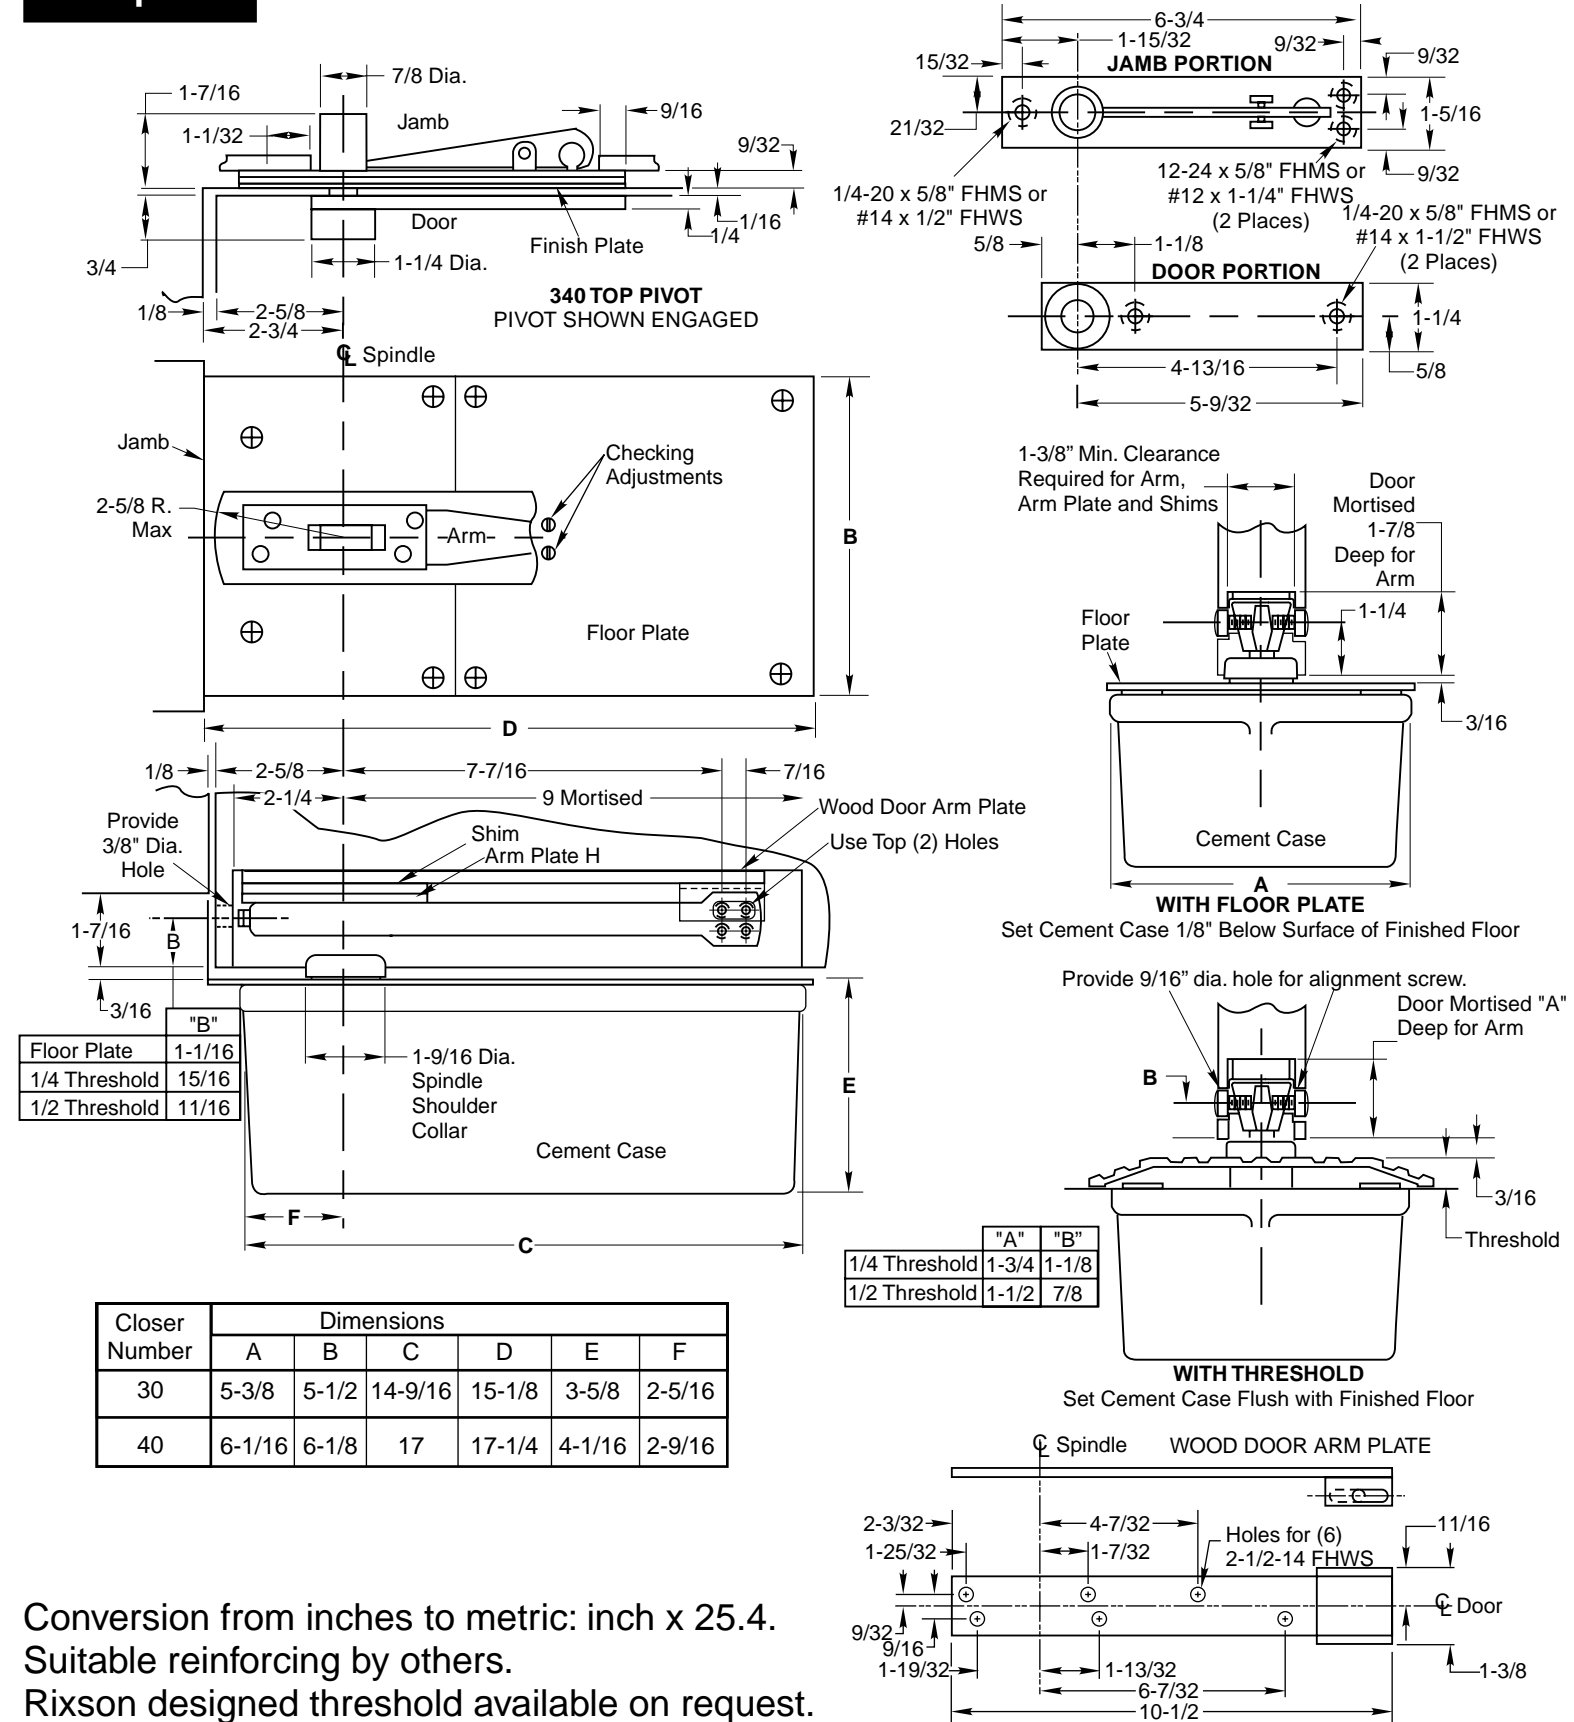 7/8 Dia.
1-7/16
Jamb
9/16
1-1/32
9/32
Door
1/16
1/4
Finish Plate
3/4
1-1/4 Dia.
340 TOP PIVOT
PIVOT SHOWN ENGAGED
1/8
2-5/8
2-3/4
℄ Spindle
6-3/4
1-15/32
9/32
9/32
15/32
JAMB PORTION
1-5/16
21/32
9/32
1/4-20 x 5/8" FHMS or
#14 x 1/2" FHWS
12-24 x 5/8" FHMS or
#12 x 1-1/4" FHWS
(2 Places)
1/4-20 x 5/8" FHMS or
#14 x 1-1/2" FHWS
(2 Places)
5/8
1-1/8
DOOR PORTION
1-1/4
4-13/16
5/8
5-9/32
Jamb
Checking
Adjustments
2-5/8 R.
Max
Arm
B
Floor Plate
D
1-3/8” Min. Clearance
Required for Arm,
Arm Plate and Shims
Door
Mortised
1-7/8
Deep for
Arm
1-1/4
Floor
Plate
3/16
Cement Case
A
WITH FLOOR PLATE
Set Cement Case 1/8" Below Surface of Finished Floor
1/8
2-5/8
7-7/16
7/16
2-1/4
9 Mortised
Wood Door Arm Plate
Provide
3/8" Dia.
Hole
Shim
Use Top (2) Holes
Arm Plate H
1-7/16
B
3/16
"B"
Floor Plate 1-1/16
1/4 Threshold 15/16
1/2 Threshold 11/16
1-9/16 Dia.
Spindle
Shoulder
Collar
E
Cement Case
F
C
Provide 9/16” dia. hole for alignment screw.
Door Mortised "A"
Deep for Arm
B
3/16
Threshold
"A" "B”
1/4 Threshold 1-3/4 1-1/8
1/2 Threshold 1-1/2 7/8
WITH THRESHOLD
Set Cement Case Flush with Finished Floor
Closer
Number
Dimensions
A B C D E F
30 5-3/8 5-1/2 14-9/16 15-1/8 3-5/8 2-5/16
40 6-1/16 6-1/8 17 17-1/4 4-1/16 2-9/16
℄ Spindle WOOD DOOR ARM PLATE
2-3/32
4-7/32
11/16
1-25/32
1-7/32
Holes for (6)
2-1/2-14 FHWS
℄ Door
9/32
9/16
1-19/32
1-13/32
1-3/8
6-7/32
10-1/2
Conversion from inches to metric: inch x 25.4.
Suitable reinforcing by others.
Rixson designed threshold available on request.